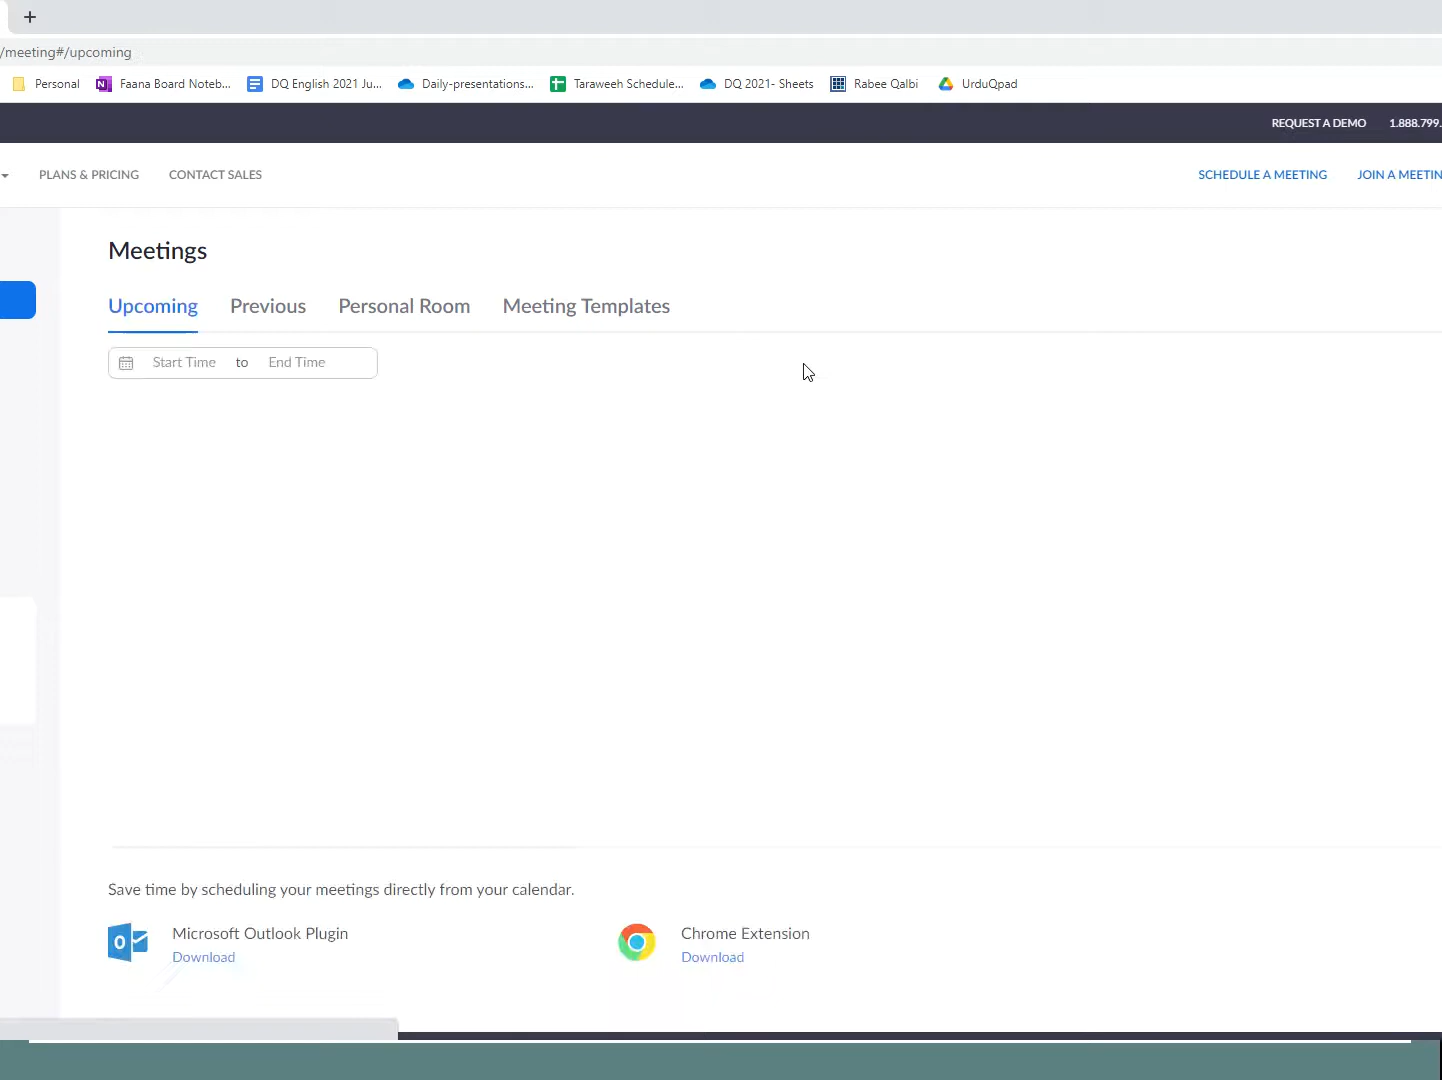 +
/meeting#/upcoming
Personal
Faana Board Noteb...
DQ English 2021 Ju...
Daily-presentations...
Taraweeh Schedule...
DQ 2021- Sheets
Rabee Qalbi
UrduQpad
REQUEST A DEMO
1.888.799.
PLANS & PRICING
CONTACT SALES
SCHEDULE A MEETING
JOIN A MEETIN
Meetings
Upcoming
Previous
Personal Room
Meeting Templates
Start Time to End Time
Save time by scheduling your meetings directly from your calendar.
Microsoft Outlook Plugin
Chrome Extension
Download
Download